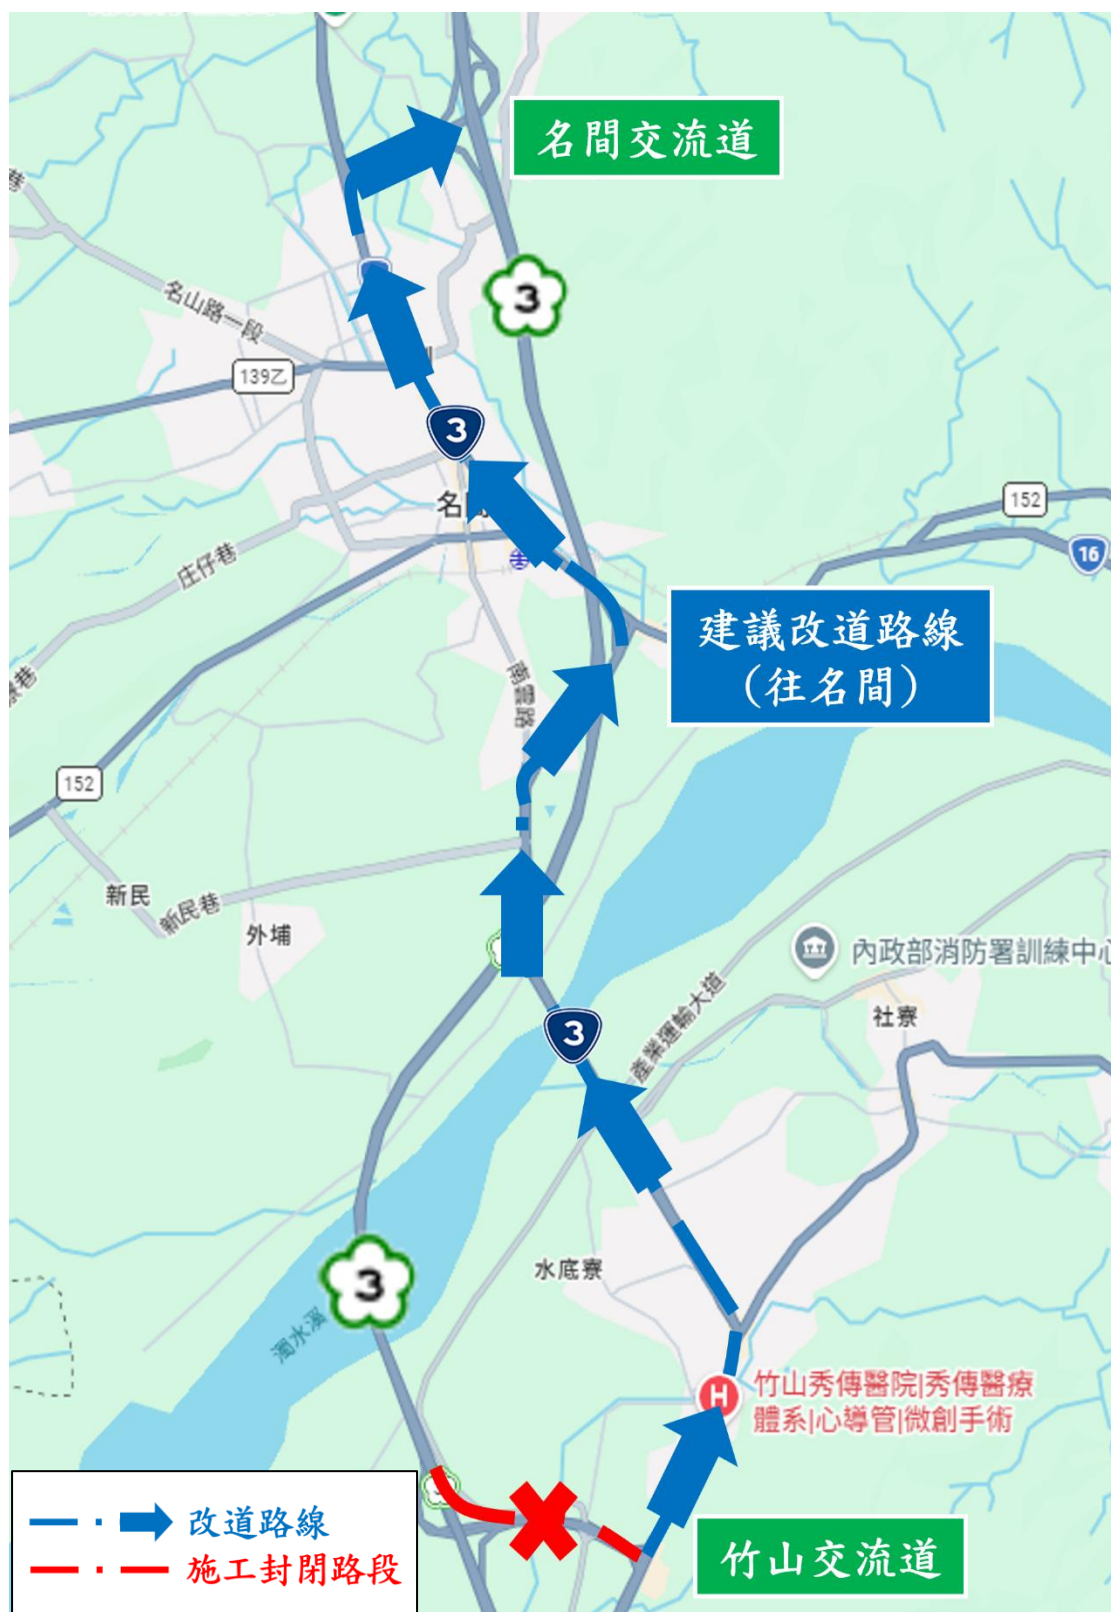 名間交流道
3
名山路一段
139乙
3
名間
152
16
庄仔巷
建議改道路線
(往名間)
南雲路
152
新民
新民巷
外埔
內政部消防署訓練中心
社寮
3
產業運輸大道
水底寮
3
濁水溪
H
竹山秀傳醫院|秀傳醫療
體系|心導管|微創手術
改道路線
施工封閉路段
竹山交流道